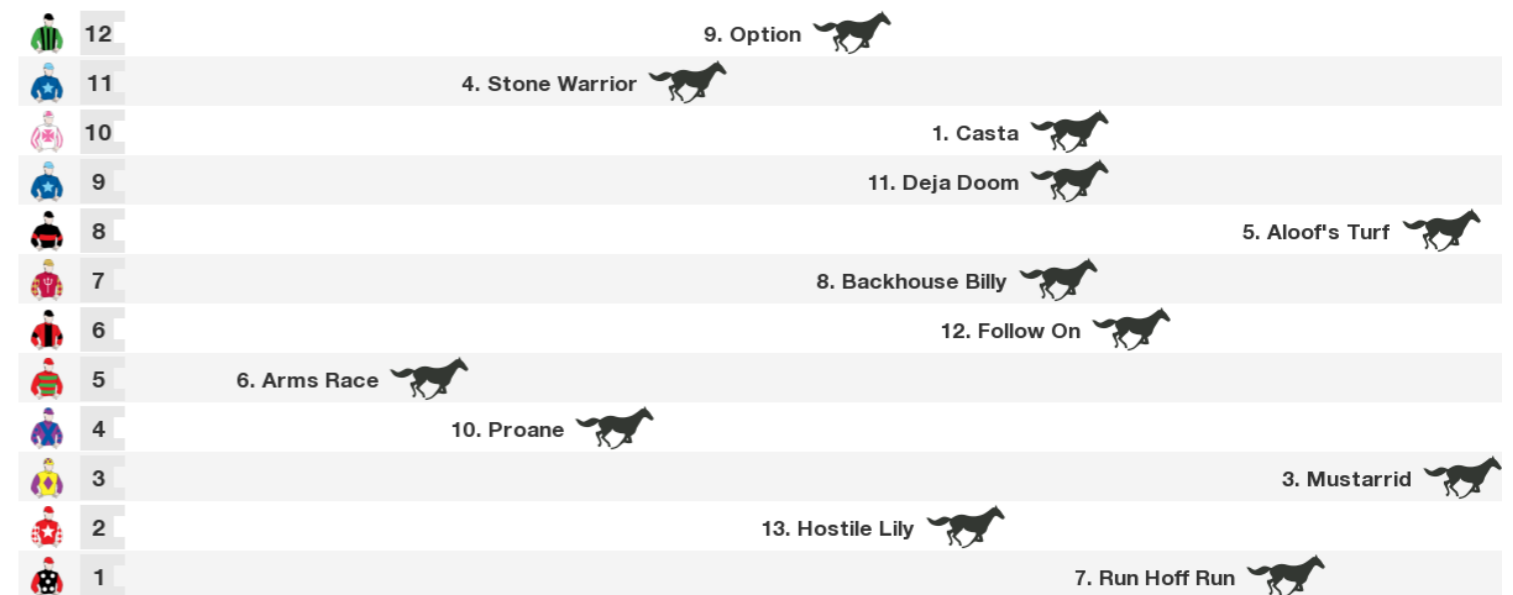 12 9. Option
11 4. Stone Warrior
10 1. Casta
9 11. Deja Doom
8 5. Aloof's Turf
7 8. Backhouse Billy
6 12. Follow On
5 6. Arms Race
4 10. Proane
3 3. Mustarrid
2 13. Hostile Lily
1 7. Run Hoff Run